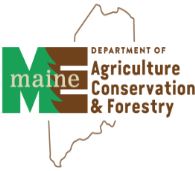 maine
DEPARTMENT OF
Agriculture
Conservation
& Forestry